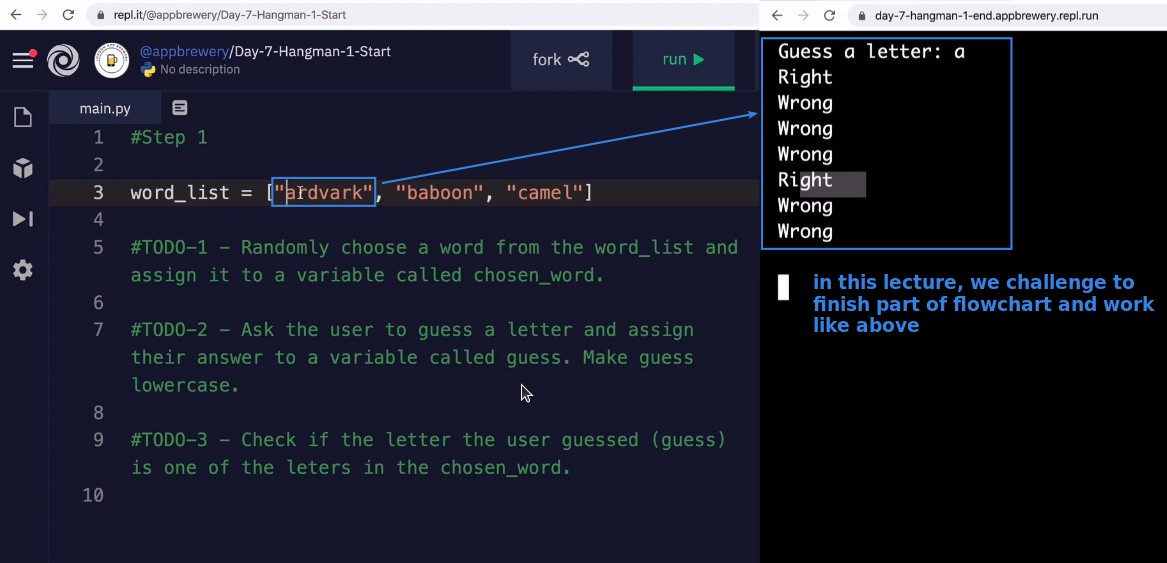 repl.it/@appbrewery/Day-7-Hangman-1-Start
day-7-hangman-1-end.appbrewery.repl.run
@appbrewery/Day-7-Hangman-1-Start
No description
fork
run
main.py
1 #Step 1
2
3 word_list = ["ardvark", "baboon", "camel"]
4
5 #TODO-1 - Randomly choose a word from the word_list and
assign it to a variable called chosen_word.
6
7 #TODO-2 - Ask the user to guess a letter and assign
their answer to a variable called guess. Make guess
lowercase.
8
9 #TODO-3 - Check if the letter the user guessed (guess)
is one of the leters in the chosen_word.
10
Guess a letter: a
Right
Wrong
Wrong
Wrong
Right
Wrong
Wrong
in this lecture, we challenge to
finish part of flowchart and work
like above